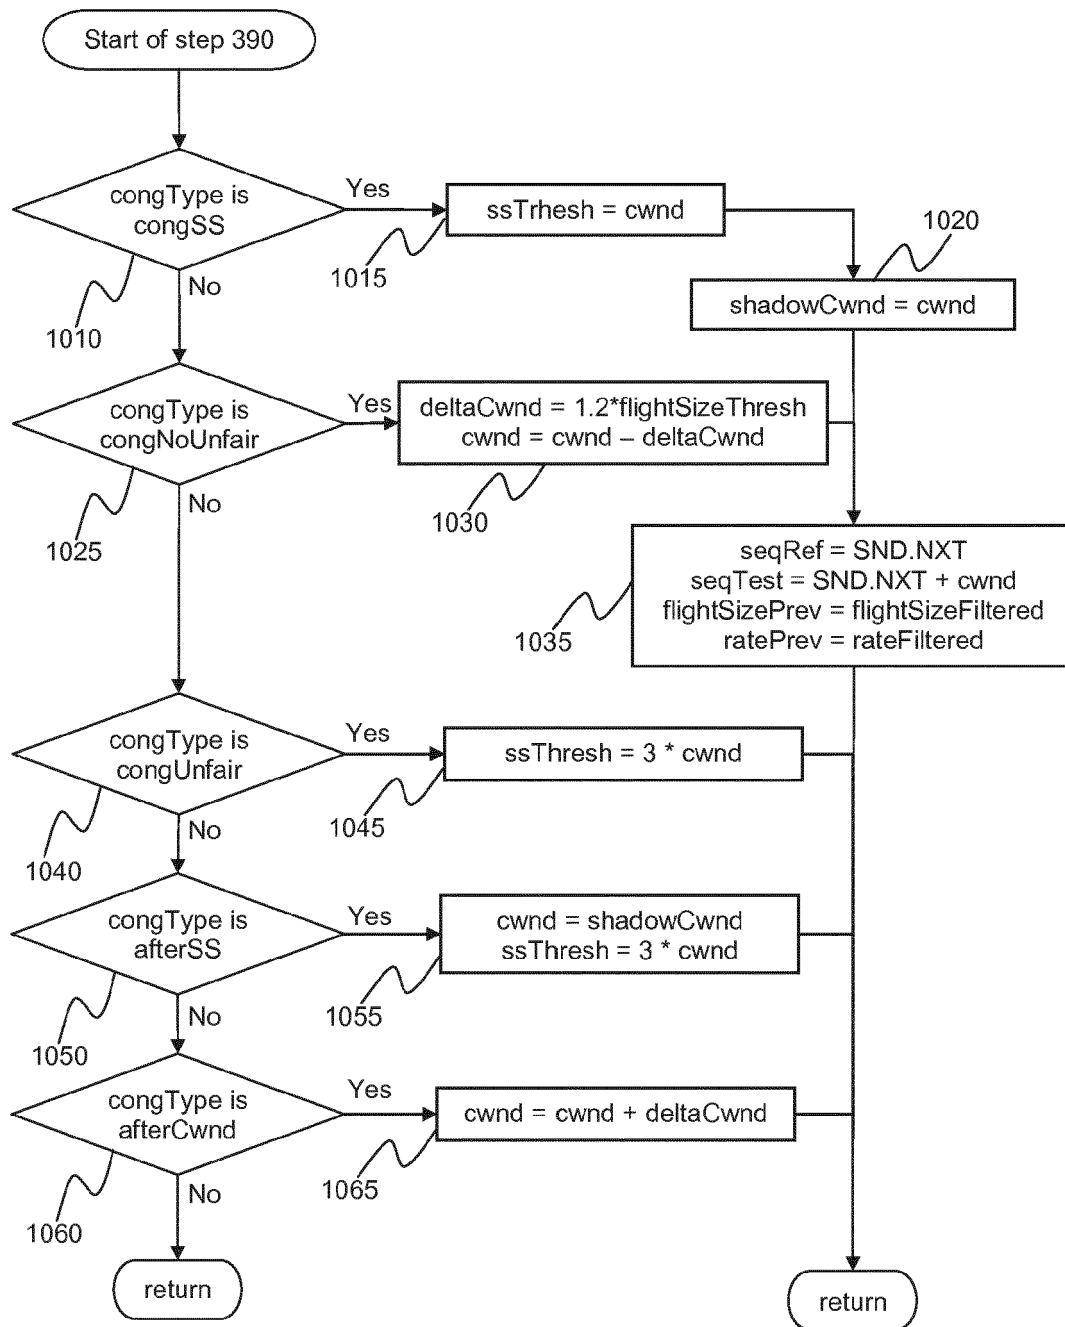 Start of step 390
congType is
congSS
Yes
ssTrhesh = cwnd
1015
1020
shadowCwnd = cwnd
No
1010
congType is
congNoUnfair
Yes
deltaCwnd = 1.2*flightSizeThresh
cwnd = cwnd – deltaCwnd
1030
No
1025
seqRef = SND.NXT
seqTest = SND.NXT + cwnd
flightSizePrev = flightSizeFiltered
ratePrev = rateFiltered
1035
congType is
congUnfair
Yes
ssThresh = 3 * cwnd
1045
No
1040
congType is
afterSS
Yes
cwnd = shadowCwnd
ssThresh = 3 * cwnd
1055
No
1050
congType is
afterCwnd
Yes
cwnd = cwnd + deltaCwnd
1065
No
1060
return
return